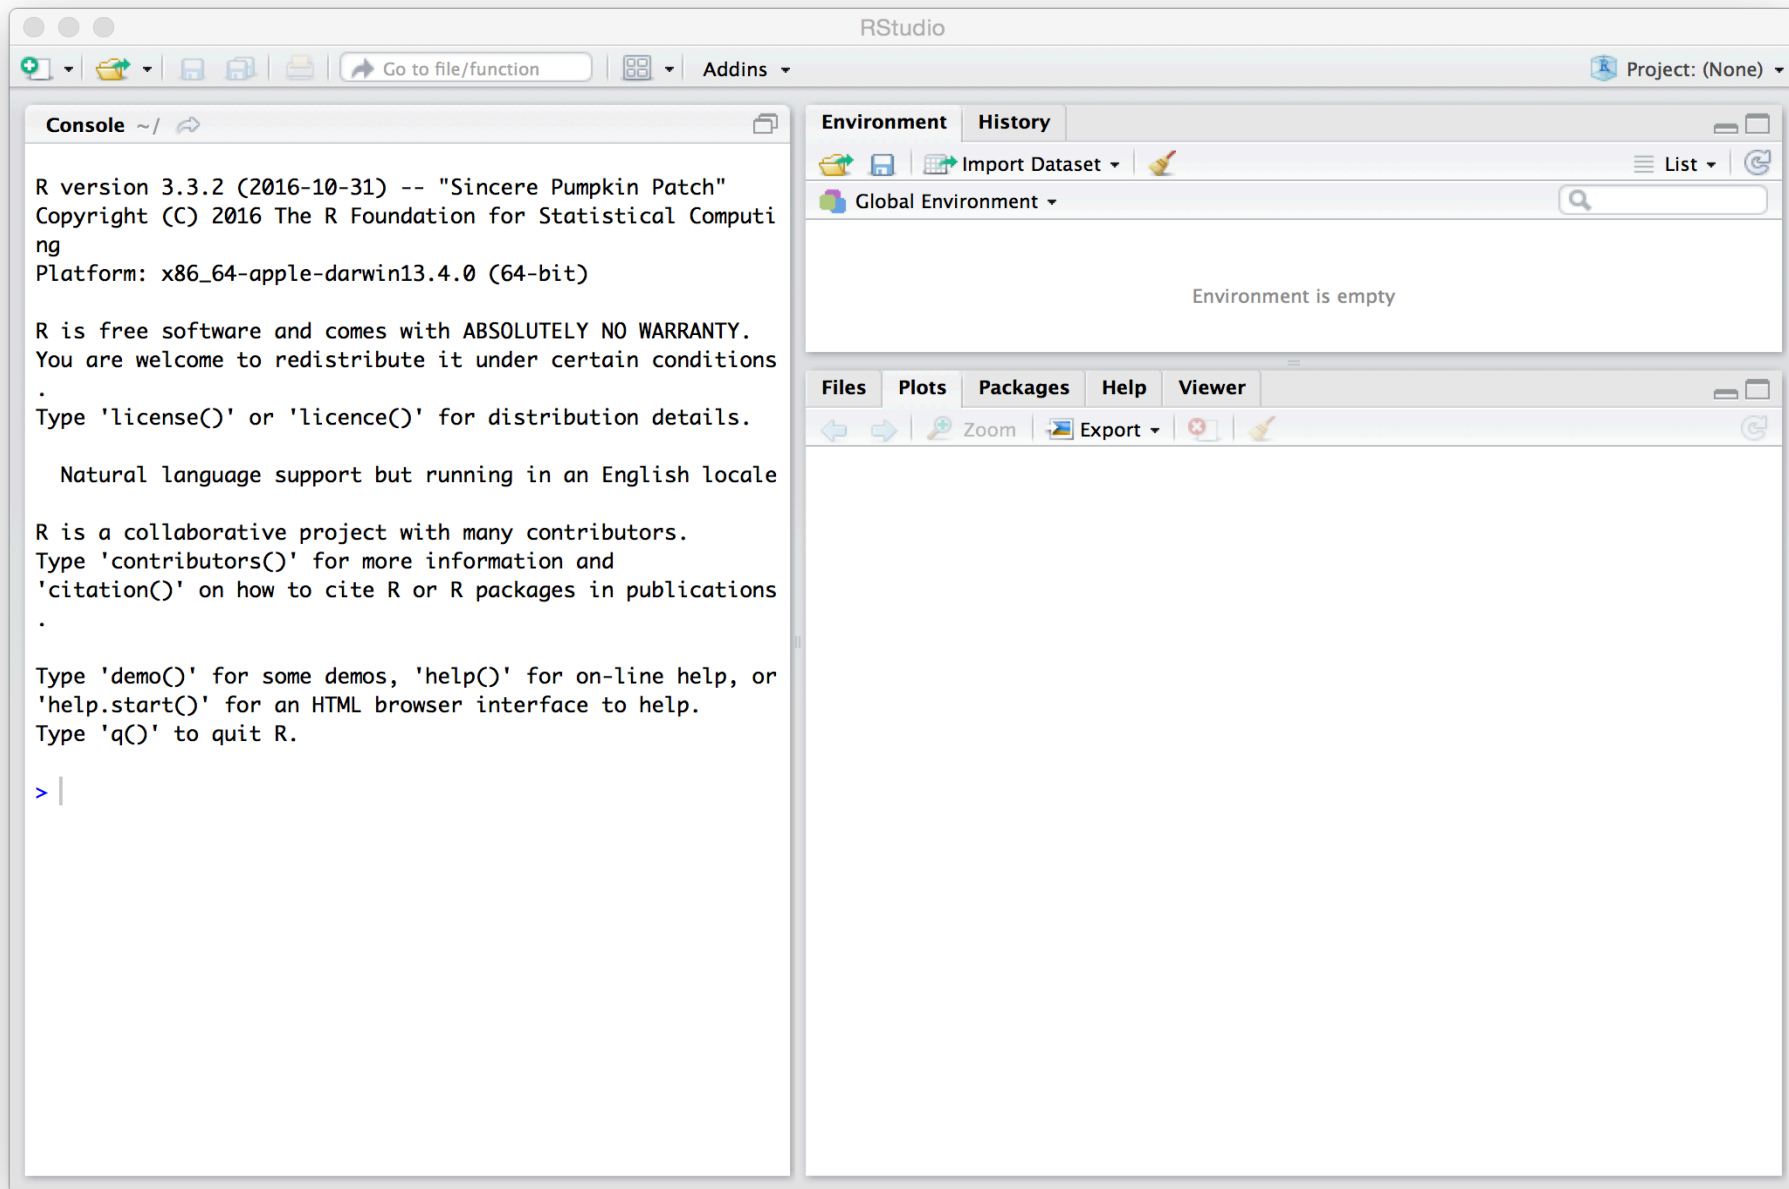 RStudio
Go to file/function
Addins
Project: (None)
Console ~/
R version 3.3.2 (2016-10-31) -- "Sincere Pumpkin Patch"
Copyright (C) 2016 The R Foundation for Statistical Computi
ng
Platform: x86_64-apple-darwin13.4.0 (64-bit)
R is free software and comes with ABSOLUTELY NO WARRANTY.
You are welcome to redistribute it under certain conditions
.
Type 'license()' or 'licence()' for distribution details.
Natural language support but running in an English locale
R is a collaborative project with many contributors.
Type 'contributors()' for more information and
'citation()' on how to cite R or R packages in publications
.
Type 'demo()' for some demos, 'help()' for on-line help, or
'help.start()' for an HTML browser interface to help.
Type 'q()' to quit R.
>
Environment History
Import Dataset List
Global Environment
Environment is empty
Files Plots Packages Help Viewer
Zoom Export